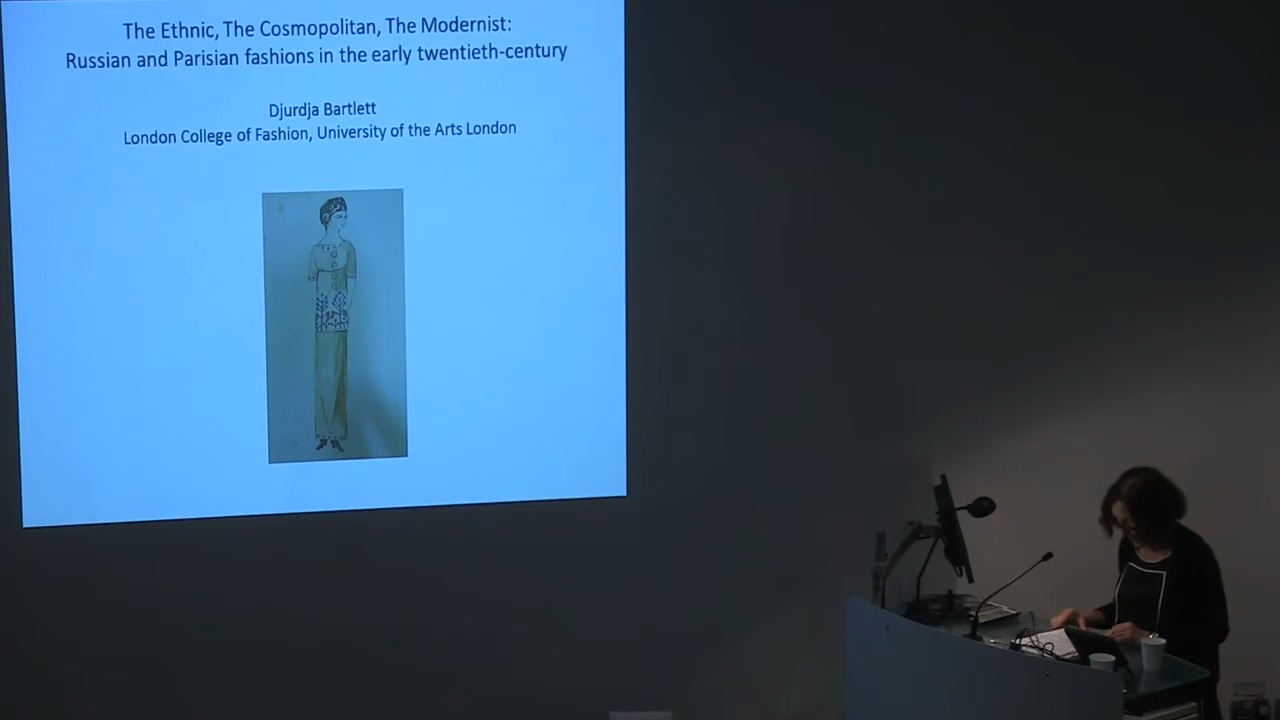 The Ethnic, The Cosmopolitan, The Modernist:
Russian and Parisian fashions in the early twentieth-century
Djurdja Bartlett
London College of Fashion, University of the Arts London